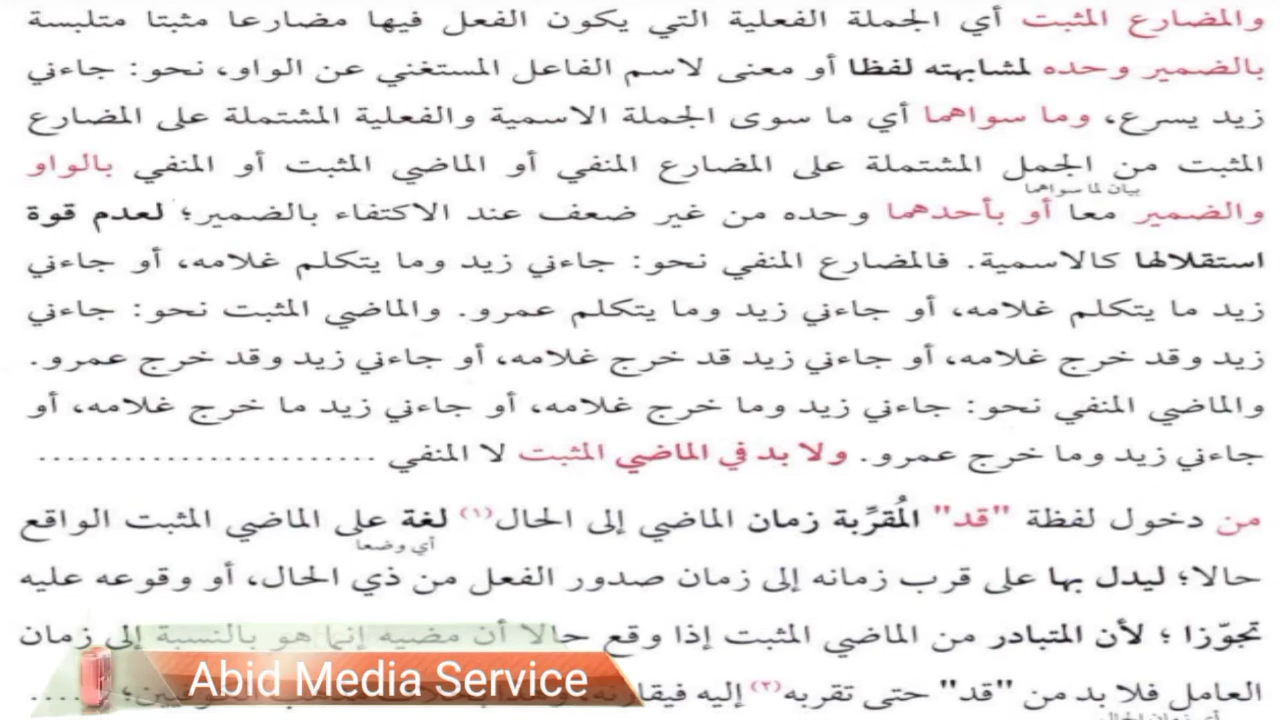 والمضارع المثبت أي الجملة الفعلية التي يكون الفعل فيها مضارعا مثبتا متلبسة
بالضمير وحده لمشابهته لفظا أو معنى لاسم الفاعل المستغني عن الواو، نحو: جاءني
زيد يسرع، وما سواهما أي ما سوى الجملة الاسمية والفعلية المشتملة على المضارع
المثبت من الجمل المشتملة على المضارع المنفي أو الماضي المثبت أو المنفي بالواو
بيان لما سواهما
والضمير معا أو بأحدهما وحده من غير ضعف عند الاكتفاء بالضمير؛ لعدم قوة
استقلالها كالاسمية. فالمضارع المنفي نحو: جاءني زيد وما يتكلم غلامه، أو جاءني
زيد ما يتكلم غلامه، أو جاءني زيد وما يتكلم عمرو. والماضي المثبت نحو: جاءني
زيد وقد خرج غلامه، أو جاءني زيد قد خرج غلامه، أو جاءني زيد وقد خرج عمرو.
والماضي المنفي نحو: جاءني زيد وما خرج غلامه، أو جاءني زيد ما خرج غلامه، أو
جاءني زيد وما خرج عمرو. ولا بد في الماضي المثبت لا المنفي ........................
من دخول لفظة "قد" المُقرِّبة زمان الماضي إلى الحال(١) لغة على الماضي المثبت الواقع
أي وضعا
حالا؛ ليدل بها على قرب زمانه إلى زمان صدور الفعل من ذي الحال، أو وقوعه عليه
تجوّزا ؛ لأن المتبادر من الماضي المثبت إذا وقع حالا أن مضيه إنما هو بالنسبة إلى زمان
العامل فلا بد من "قد" حتى تقربه(٢) إليه
Abid Media Service